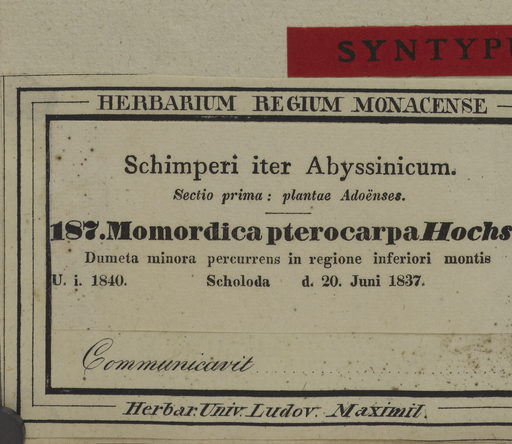 SYNTYPU
HERBARIUM REGIUM MONACENSE
Schimperi iter Abyssinicum.
Sectio prima: plantae Adoënses.
187. Momordica pterocarpa Hochs
Dumeta minora percurrens in regione inferiori montis
U. i. 1840. Scholoda d. 20. Juni 1837.
Communicavit
Herbar. Univ. Ludov. Maximil.